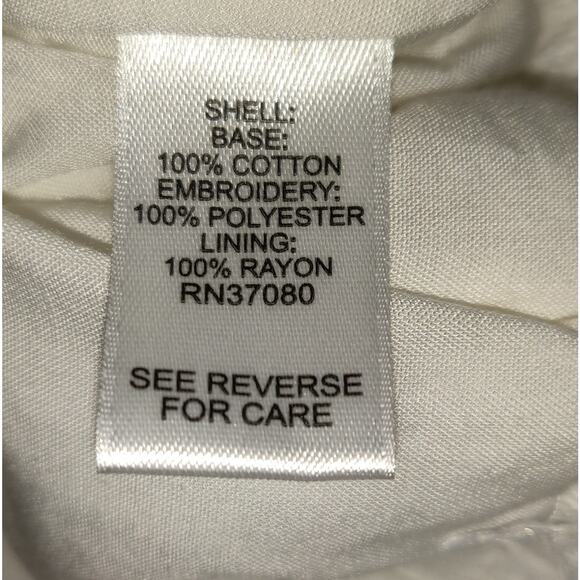 SHELL:
BASE:
100% COTTON
EMBROIDERY:
100% POLYESTER
LINING:
100% RAYON
RN37080
SEE REVERSE
FOR CARE